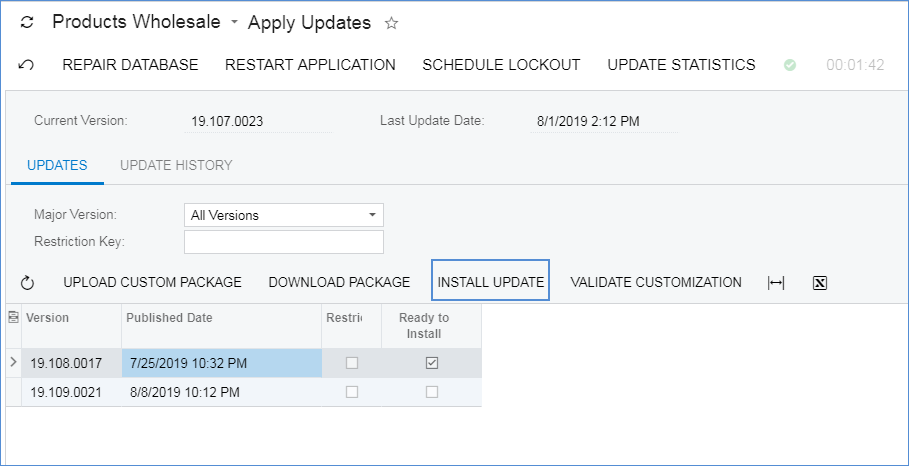 Products Wholesale Apply Updates
REPAIR DATABASE RESTART APPLICATION SCHEDULE LOCKOUT UPDATE STATISTICS 00:01:42
Current Version: 19.107.0023 Last Update Date: 8/1/2019 2:12 PM
UPDATES UPDATE HISTORY
Major Version: All Versions
Restriction Key:
UPLOAD CUSTOM PACKAGE DOWNLOAD PACKAGE INSTALL UPDATE VALIDATE CUSTOMIZATION X
Version Published Date Restri Ready to
Install
19.108.0017 7/25/2019 10:32 PM
19.109.0021 8/8/2019 10:12 PM